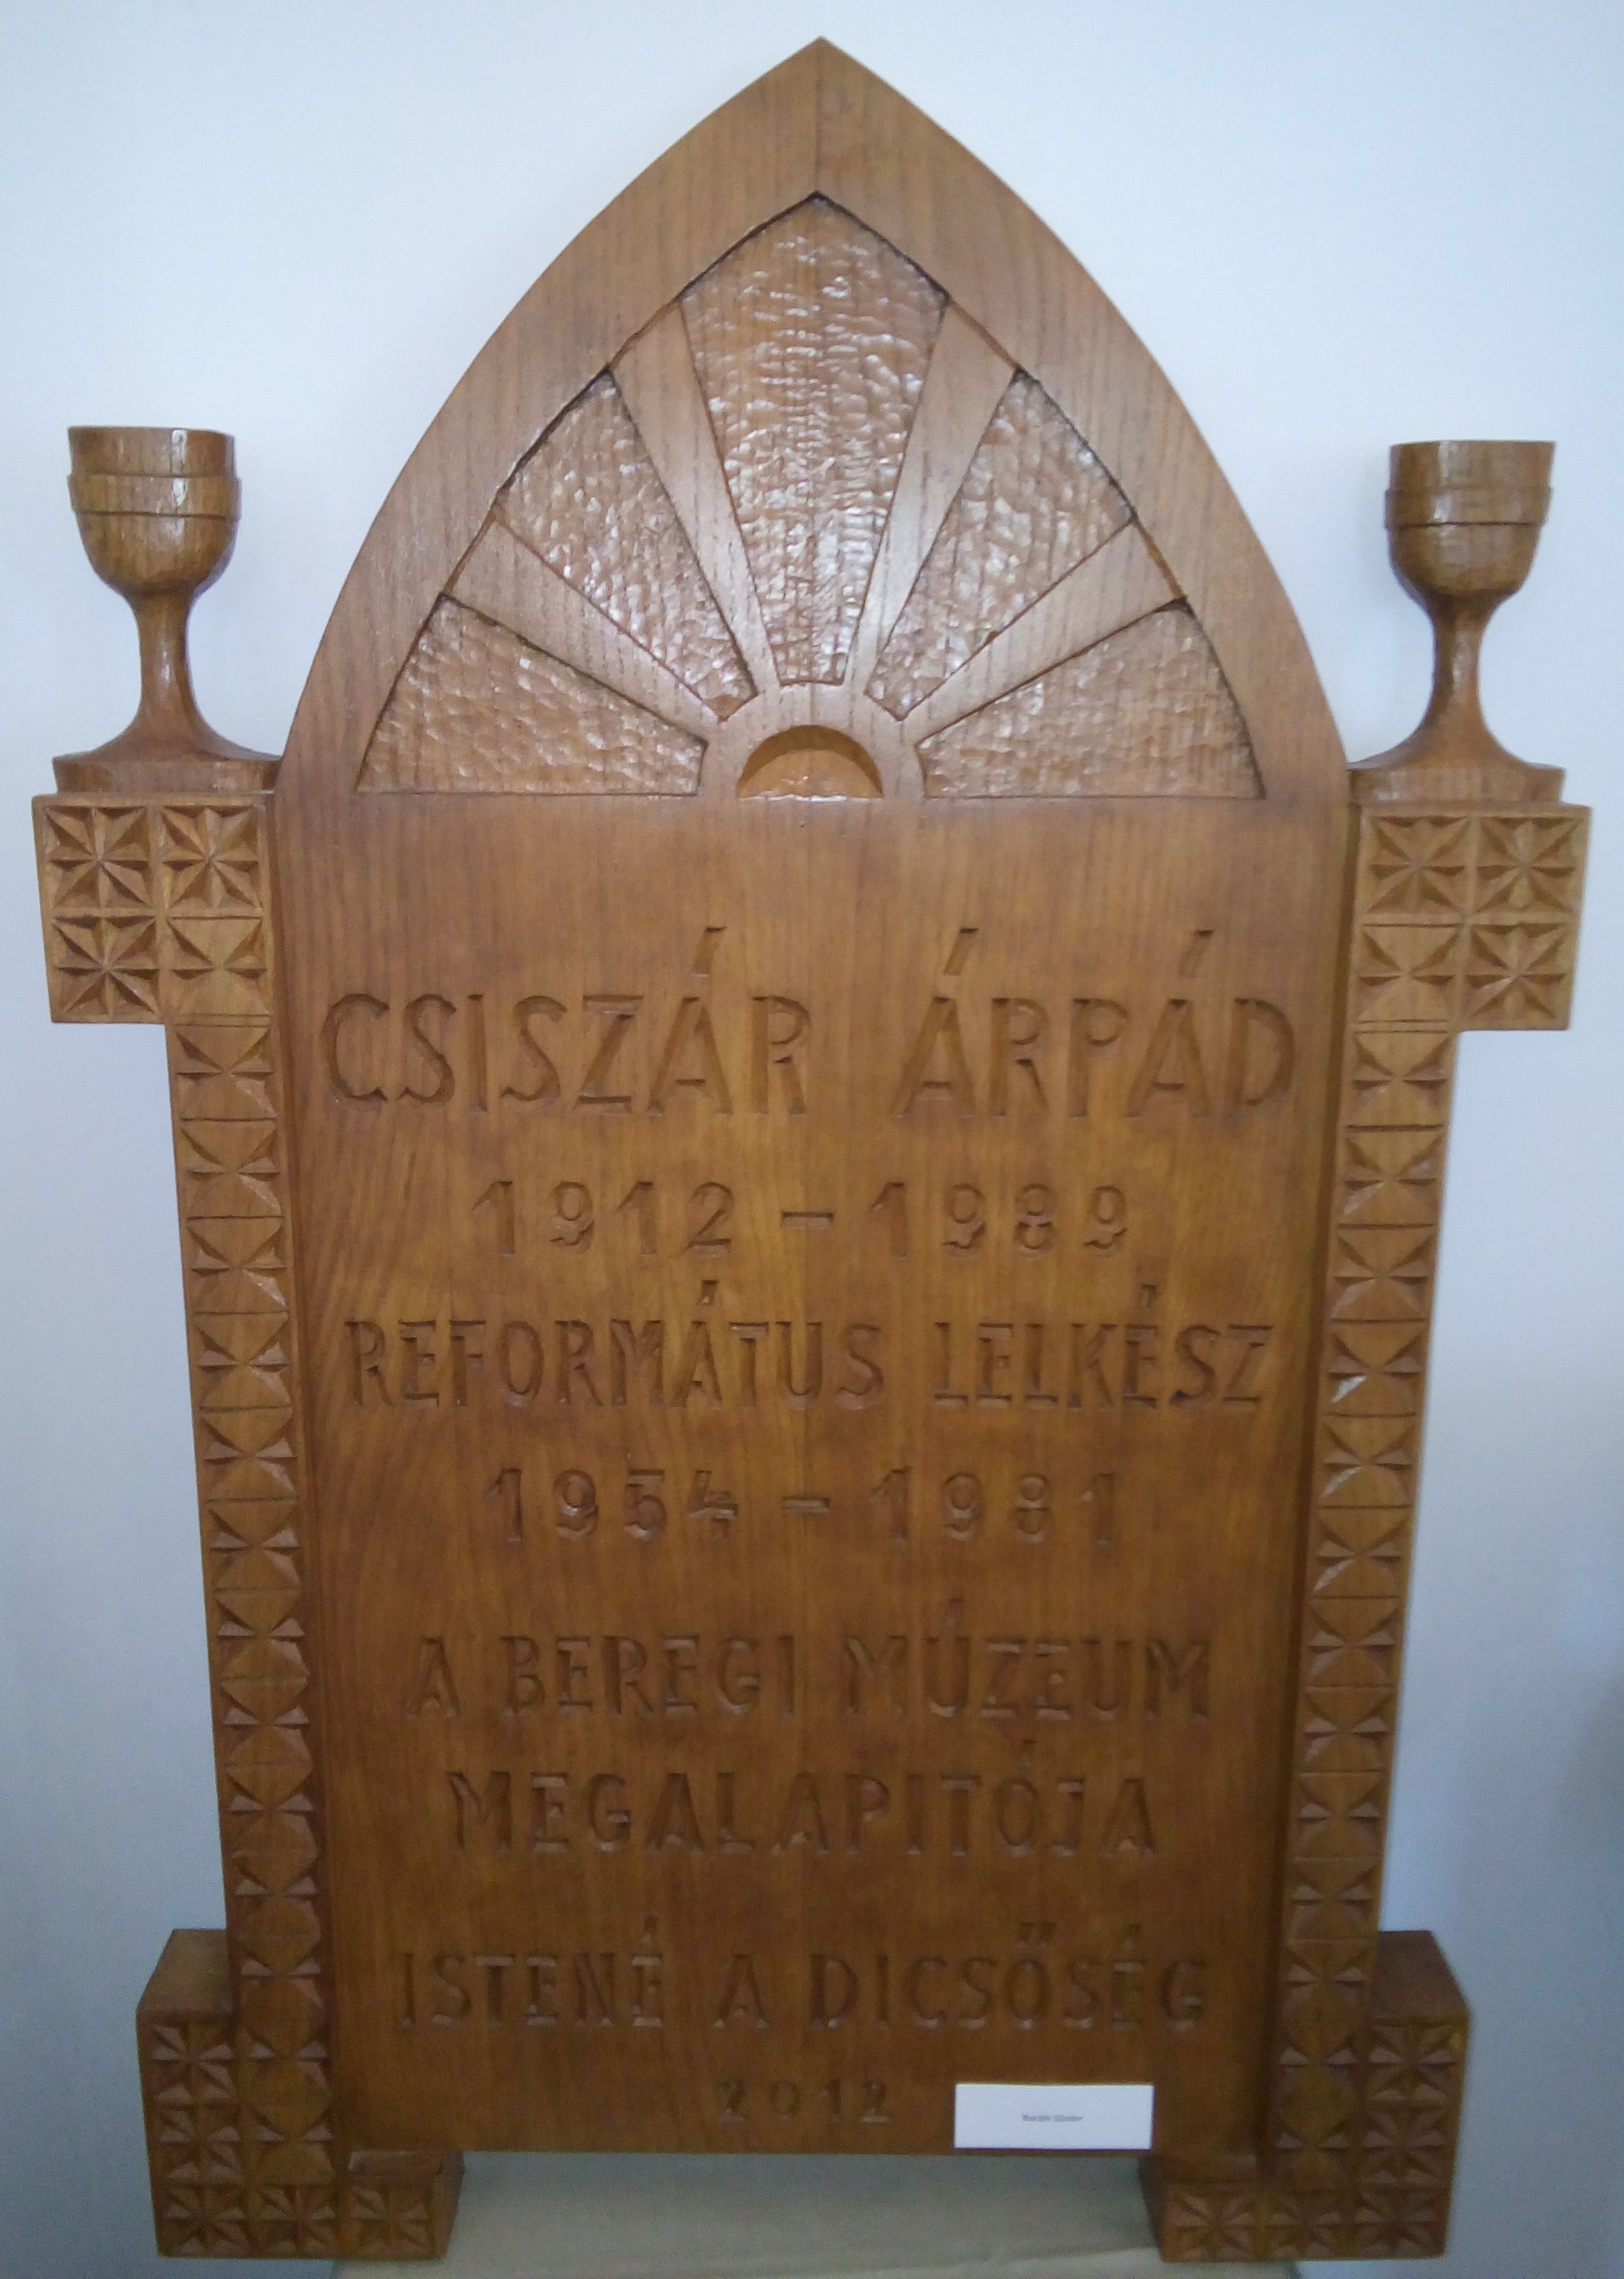 CSISZÁR ÁRPÁD
1912 - 1989
REFORMÁTUS LELKÉSZ
1954 - 1981
A BEREGI MÚZEUM
MEGALAPITÓJA
ISTENÉ A DICSŐSÉG
2012